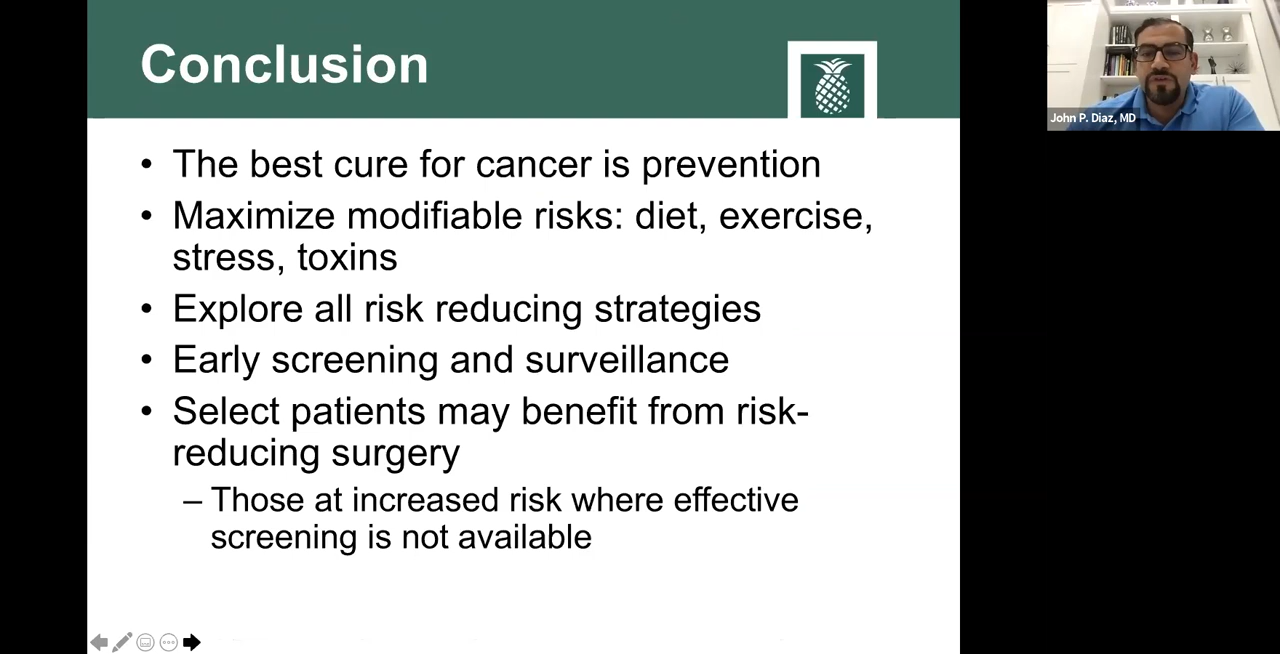 Conclusion
• The best cure for cancer is prevention
• Maximize modifiable risks: diet, exercise,
stress, toxins
• Explore all risk reducing strategies
• Early screening and surveillance
• Select patients may benefit from risk-
reducing surgery
– Those at increased risk where effective
screening is not available
John P. Diaz, MD